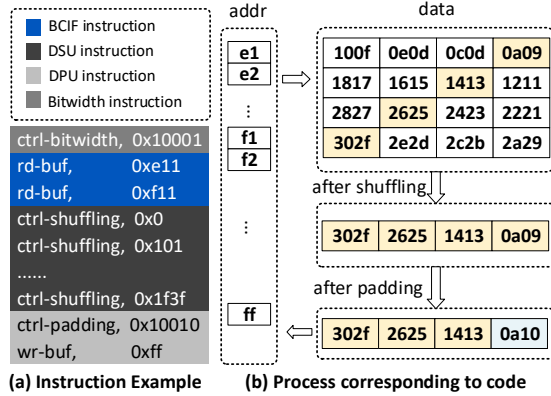 BCIF instruction
DSU instruction
DPU instruction
Bitwidth instruction
ctrl-bitwidth, 0x10001
rd-buf, 0xe11
rd-buf, 0xf11
ctrl-shuffling, 0x0
ctrl-shuffling, 0x101
......
ctrl-shuffling, 0x1f3f
ctrl-padding, 0x10010
wr-buf, 0xff
(a) Instruction Example
addr
e1
e2
...
f1
f2
...
ff
data
100f 0e0d 0c0d 0a09
1817 1615 1413 1211
2827 2625 2423 2221
302f 2e2d 2c2b 2a29
after shuffling
302f 2625 1413 0a09
after padding
302f 2625 1413 0a10
(b) Process corresponding to code